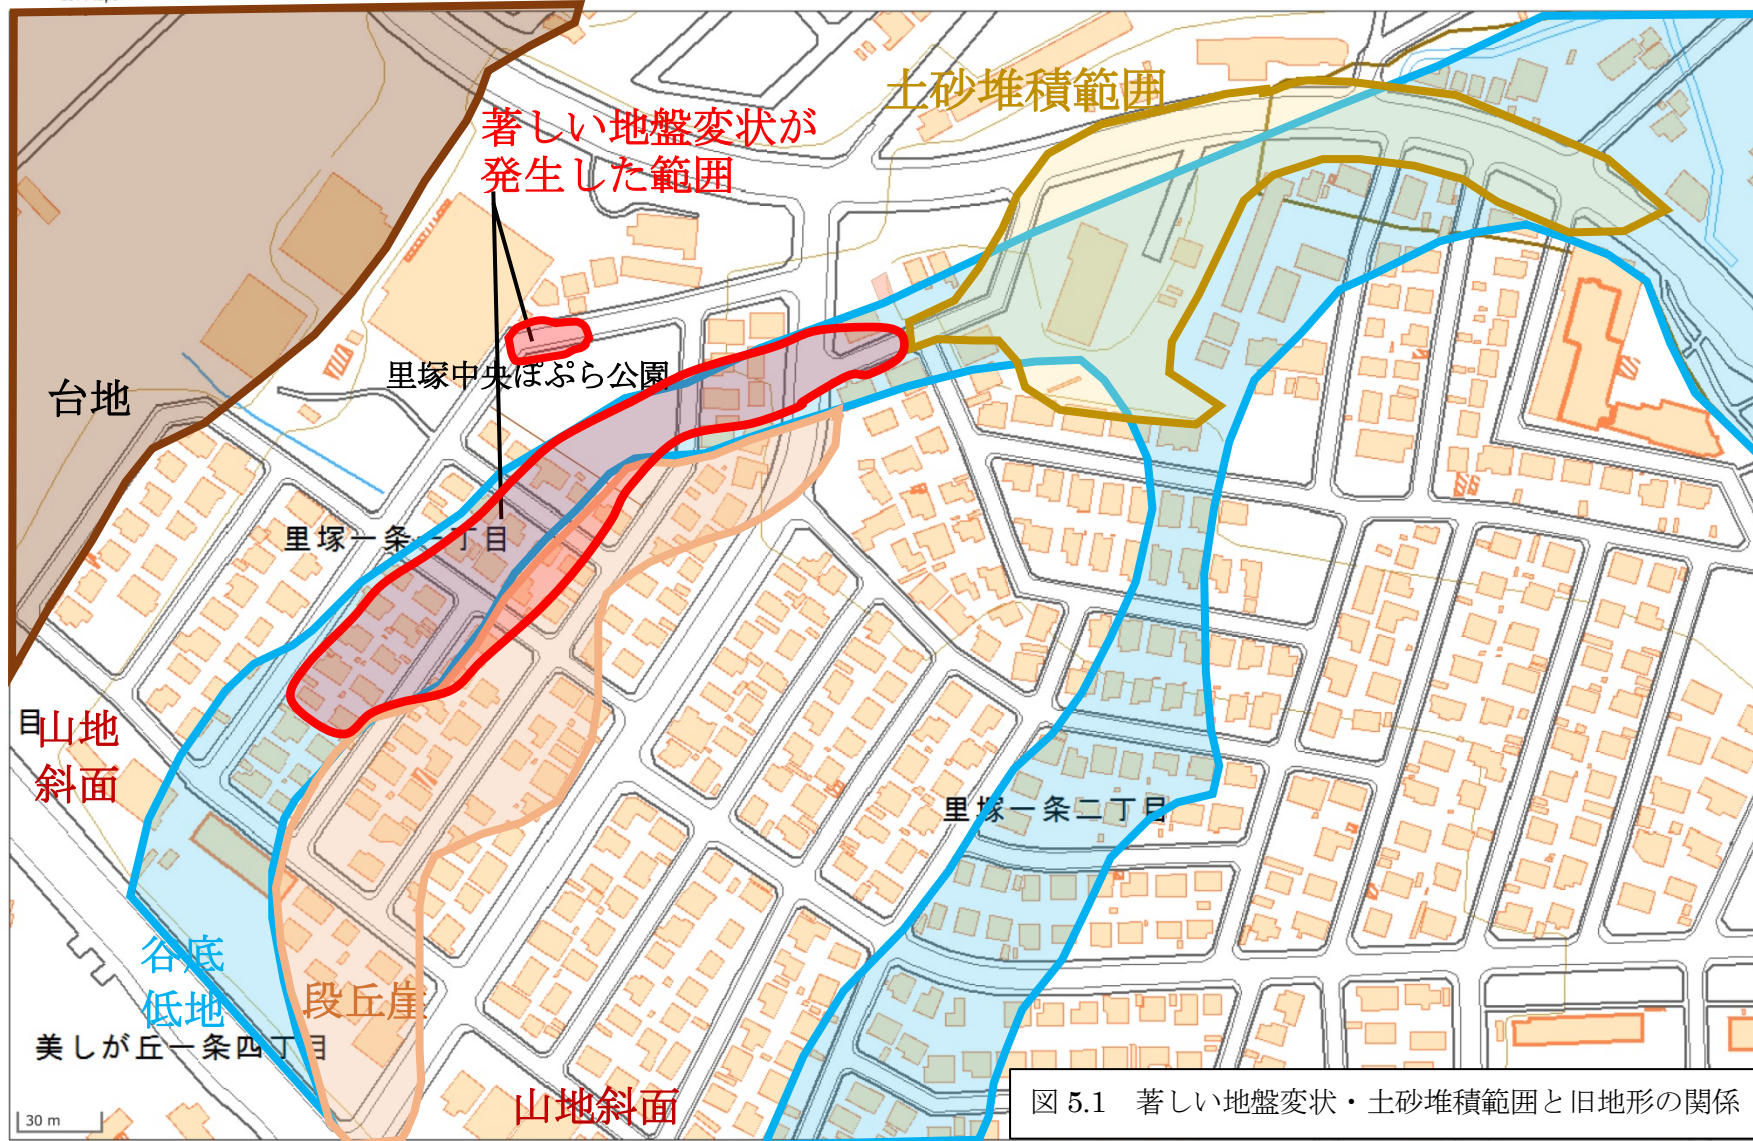 土砂堆積範囲
著しい地盤変状が
発生した範囲
里塚中央ぽぷら公園
台地
里塚一条一丁目
目
山地
斜面
里塚一条二丁目
谷底
低地
段丘崖
美しが丘一条四丁目
山地斜面
図 5.1　著しい地盤変状・土砂堆積範囲と旧地形の関係
30 m